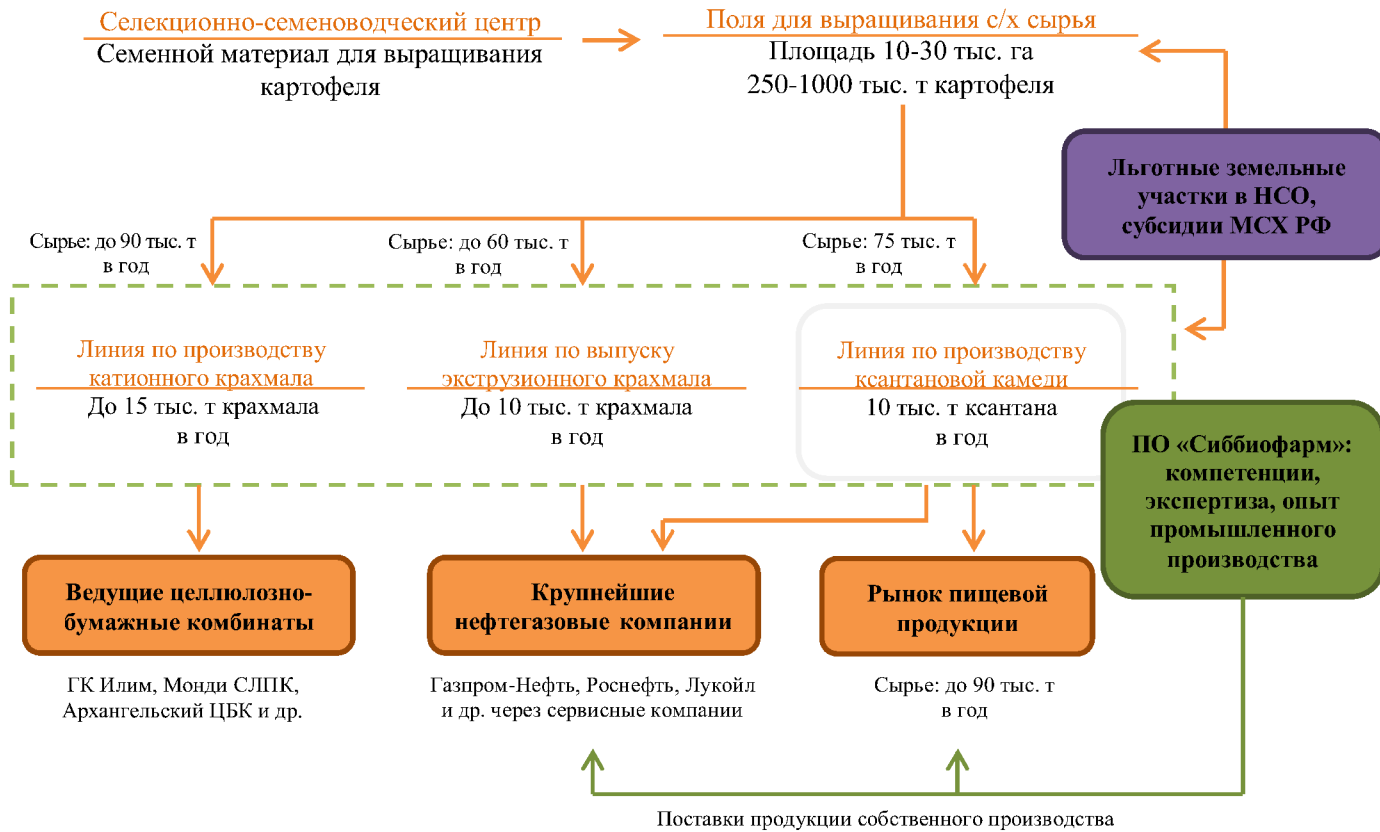 Селекционно-семеноводческий центр
Семенной материал для выращивания
картофеля
Поля для выращивания с/х сырья
Площадь 10-30 тыс. га
250-1000 тыс. т картофеля
Льготные земельные
участки в НСО,
субсидии МСХ РФ
Сырье: до 90 тыс. т
в год
Сырье: до 60 тыс. т
в год
Сырье: 75 тыс. т
в год
Линия по производству
катионного крахмала
До 15 тыс. т крахмала
в год
Линия по выпуску
экструзионного крахмала
До 10 тыс. т крахмала
в год
Линия по производству
ксантановой камеди
10 тыс. т ксантана
в год
ПО «Сиббиофарм»:
компетенции,
экспертиза, опыт
промышленного
производства
Ведущие целлюлозно-
бумажные комбинаты
Крупнейшие
нефтегазовые компании
Рынок пищевой
продукции
ГК Илим, Монди СЛПК,
Архангельский ЦБК и др.
Газпром-Нефть, Роснефть, Лукойл
и др. через сервисные компании
Сырье: до 90 тыс. т
в год
Поставки продукции собственного производства